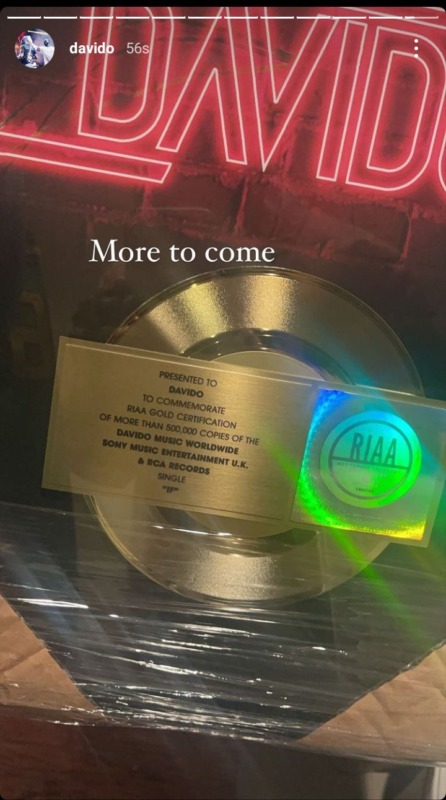 davido 56s
DAVIDO
More to come
PRESENTED TO
DAVIDO
TO COMMEMORATE
RIAA GOLD CERTIFICATION
OF MORE THAN 500,000 COPIES OF THE
DAVIDO MUSIC WORLDWIDE
SONY MUSIC ENTERTAINMENT U.K.
& RCA RECORDS
SINGLE
"IF"
RIAA